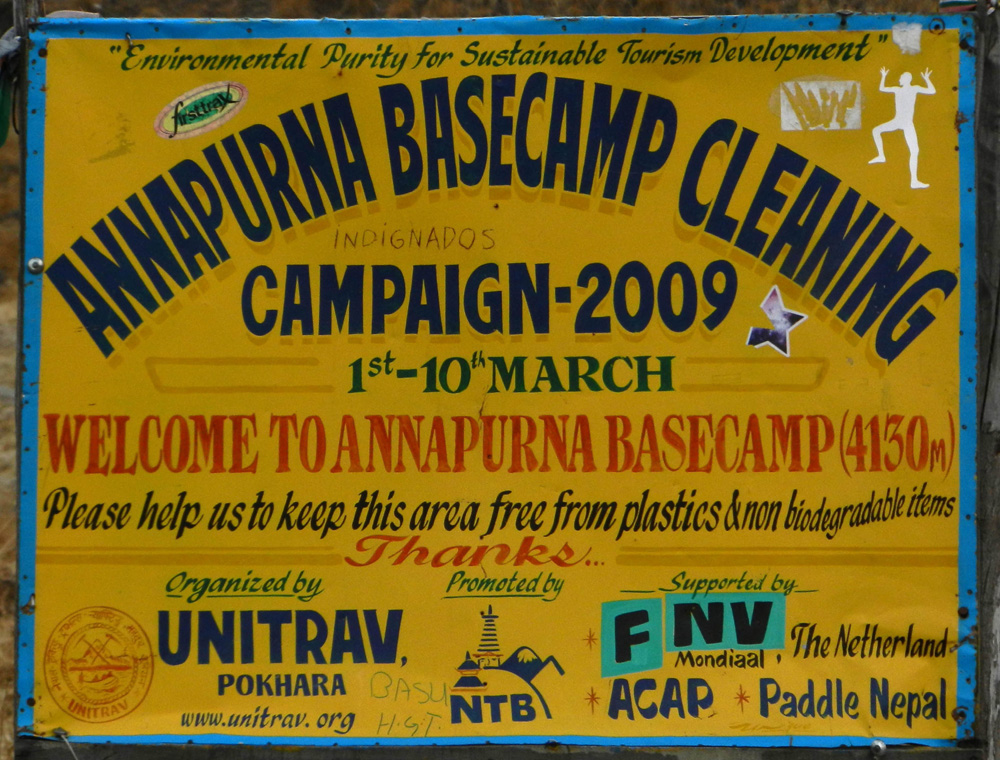 "Environmental Purity for Sustainable Tourism Development"
firsttrax
ANNAPURNA BASECAMP CLEANING
INDIGNADOS
CAMPAIGN-2009
1st-10th MARCH
WELCOME TO ANNAPURNA BASECAMP (4130m)
Please help us to keep this area free from plastics & non biodegradable items
Thanks...
Organized by
UNITRAV,
POKHARA
www.unitrav.org
UNITRAV
BASU
H.G.T.
Promoted by
NTB
Supported by
FNV
Mondiaal, The Netherland
* ACAP * Paddle Nepal